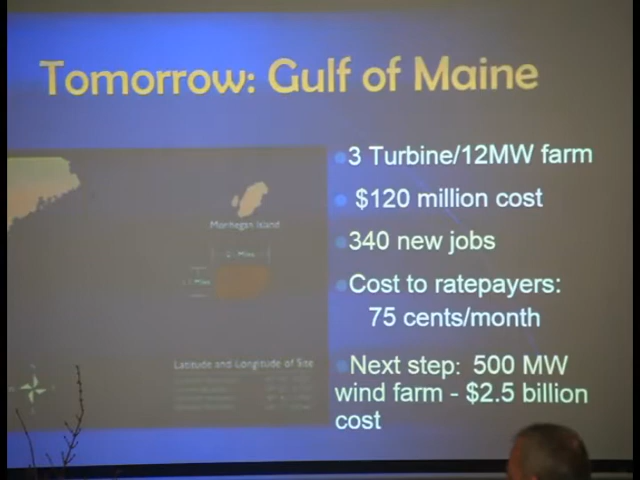 Tomorrow: Gulf of Maine
3 Turbine/12MW farm
$120 million cost
340 new jobs
Cost to ratepayers:
75 cents/month
Next step: 500 MW
wind farm - $2.5 billion
cost
Monhegan Island
Latitude and Longitude of Site